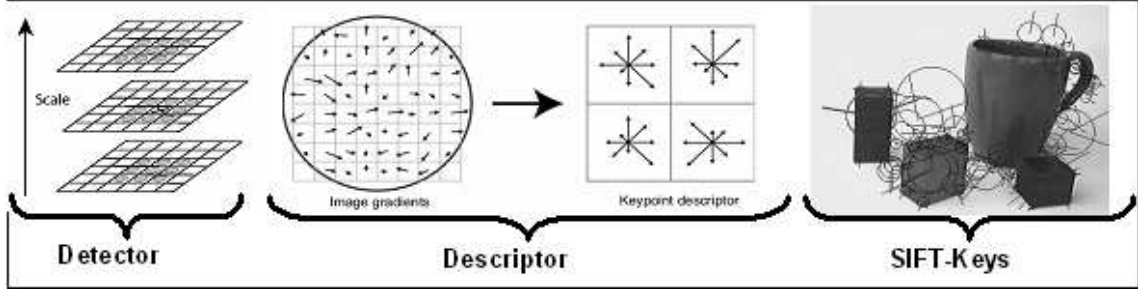 Scale
Image gradients
Keypoint descriptor
Detector
Descriptor
SIFT-Keys